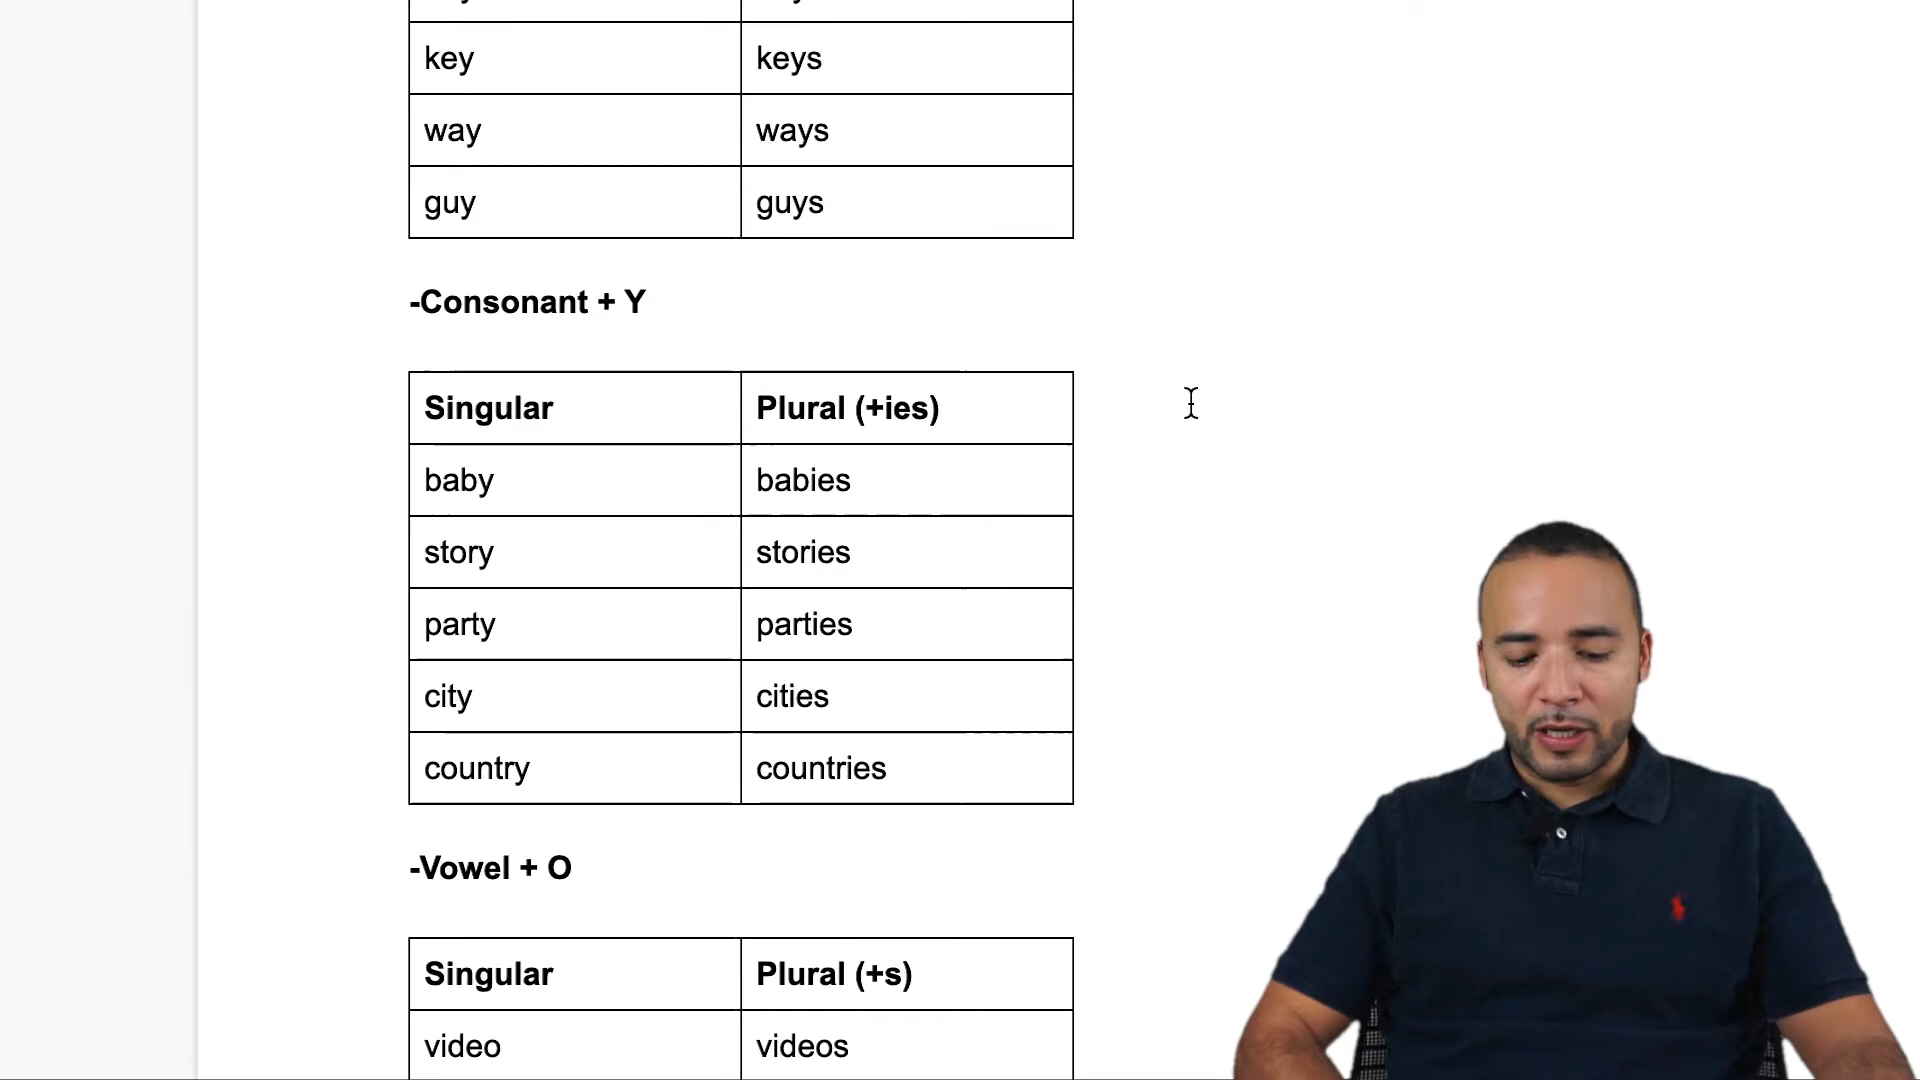 key keys
way ways
guy guys
-Consonant + Y
Singular Plural (+ies)
baby babies
story stories
party parties
city cities
country countries
-Vowel + O
Singular Plural (+s)
video videos